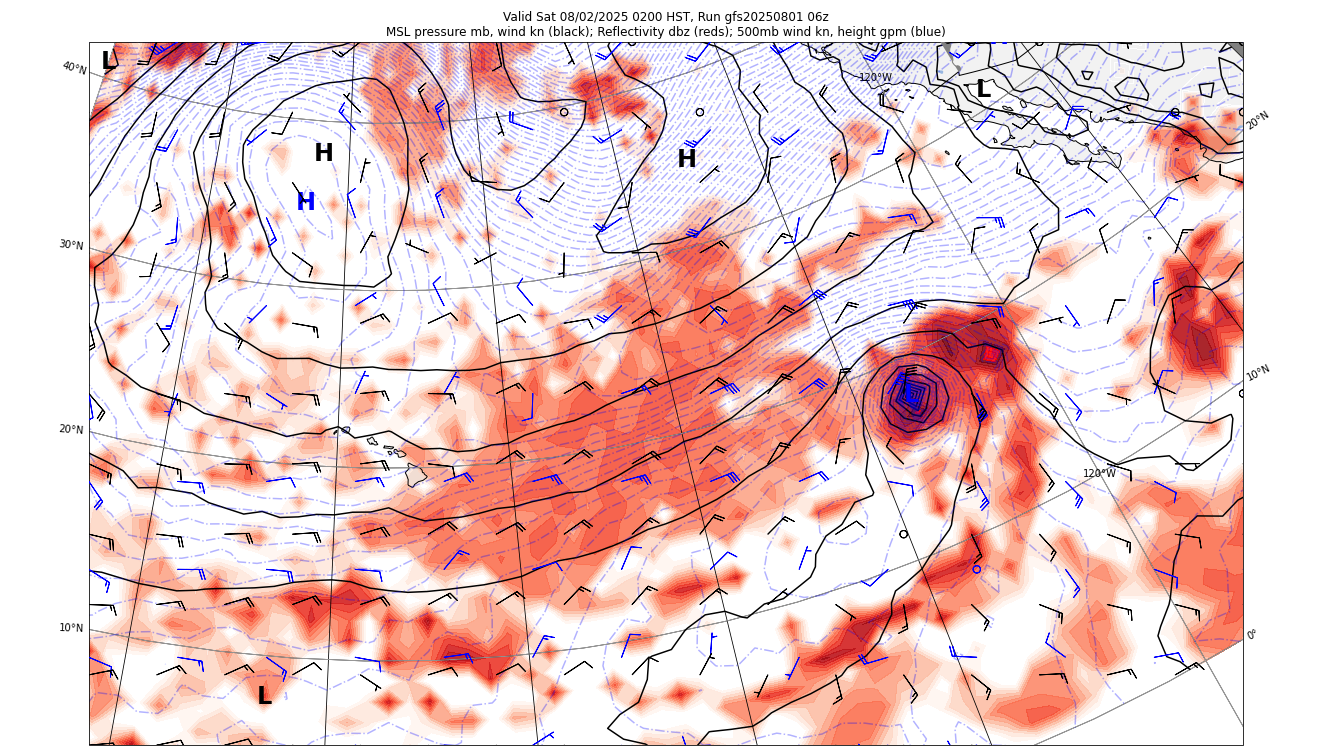 Valid Sat 08/02/2025 0200 HST, Run gfs20250801 06z
MSL pressure mb, wind kn (black); Reflectivity dbz (reds); 500mb wind kn, height gpm (blue)
L
40°N
120°W
L
20°N
H
H
H
30°N
10°N
20°N
120°W
10°N
0°
L